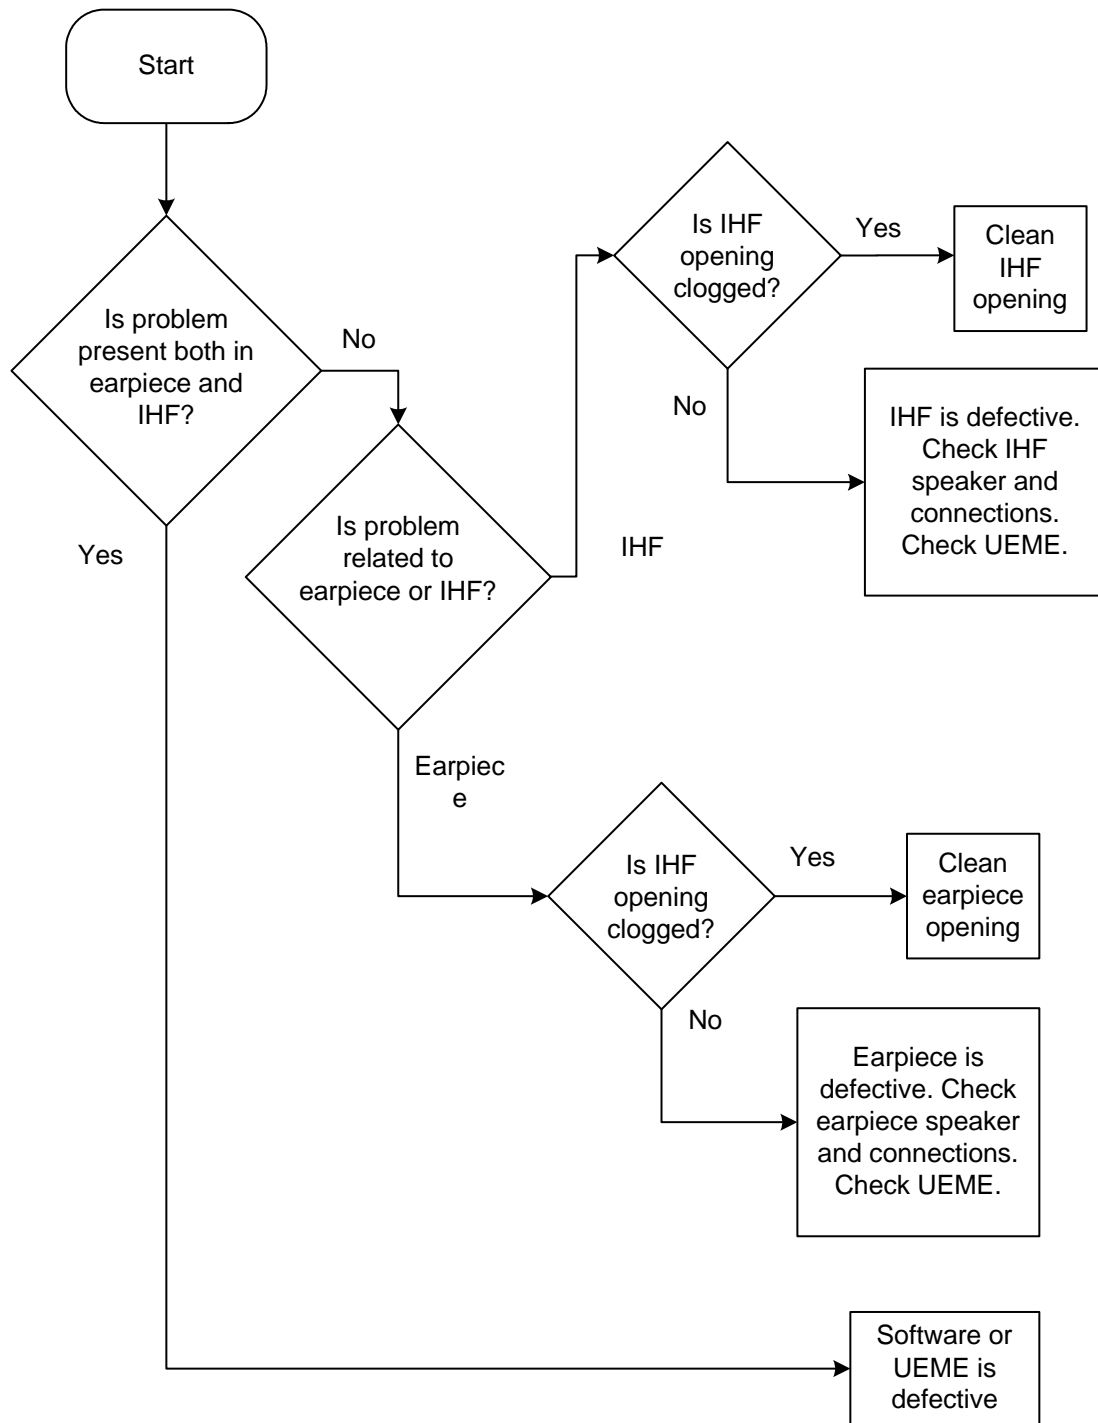 Start
Is problem
present both in
earpiece and
IHF?
No
Yes
Is problem
related to
earpiece or IHF?
IHF
Is IHF
opening
clogged?
Yes
Clean
IHF
opening
No
IHF is defective.
Check IHF
speaker and
connections.
Check UEME.
Earpiec
e
Is IHF
opening
clogged?
Yes
Clean
earpiece
opening
No
Earpiece is
defective. Check
earpiece speaker
and connections.
Check UEME.
Software or
UEME is
defective